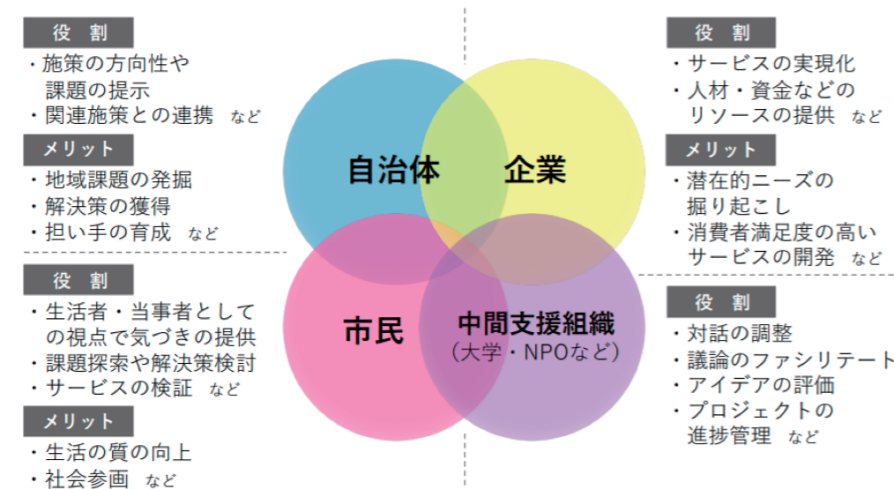 役 割
・施策の方向性や
課題の提示
・関連施策との連携 など
メリット
・地域課題の発掘
・解決策の獲得
・担い手の育成 など
役 割
・サービスの実現化
・人材・資金などの
リソースの提供 など
メリット
・潜在的ニーズの
掘り起こし
・消費者満足度の高い
サービスの開発 など
自治体
企業
市民
中間支援組織
（大学・NPOなど）
役 割
・生活者・当事者として
の視点で気づきの提供
・課題探索や解決策検討
・サービスの検証 など
メリット
・生活の質の向上
・社会参画 など
役 割
・対話の調整
・議論のファシリテート
・アイデアの評価
・プロジェクトの
進捗管理 など